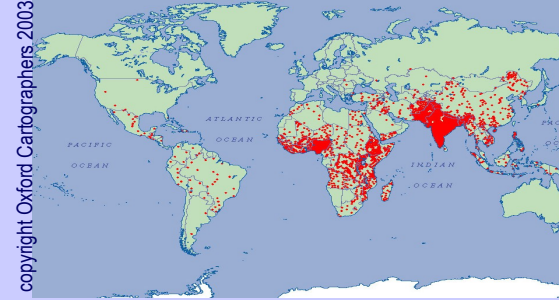 copyright Oxford Cartographers 2003
ATLANTIC
OCEAN
PACIFIC
OCEAN
INDIAN
OCEAN